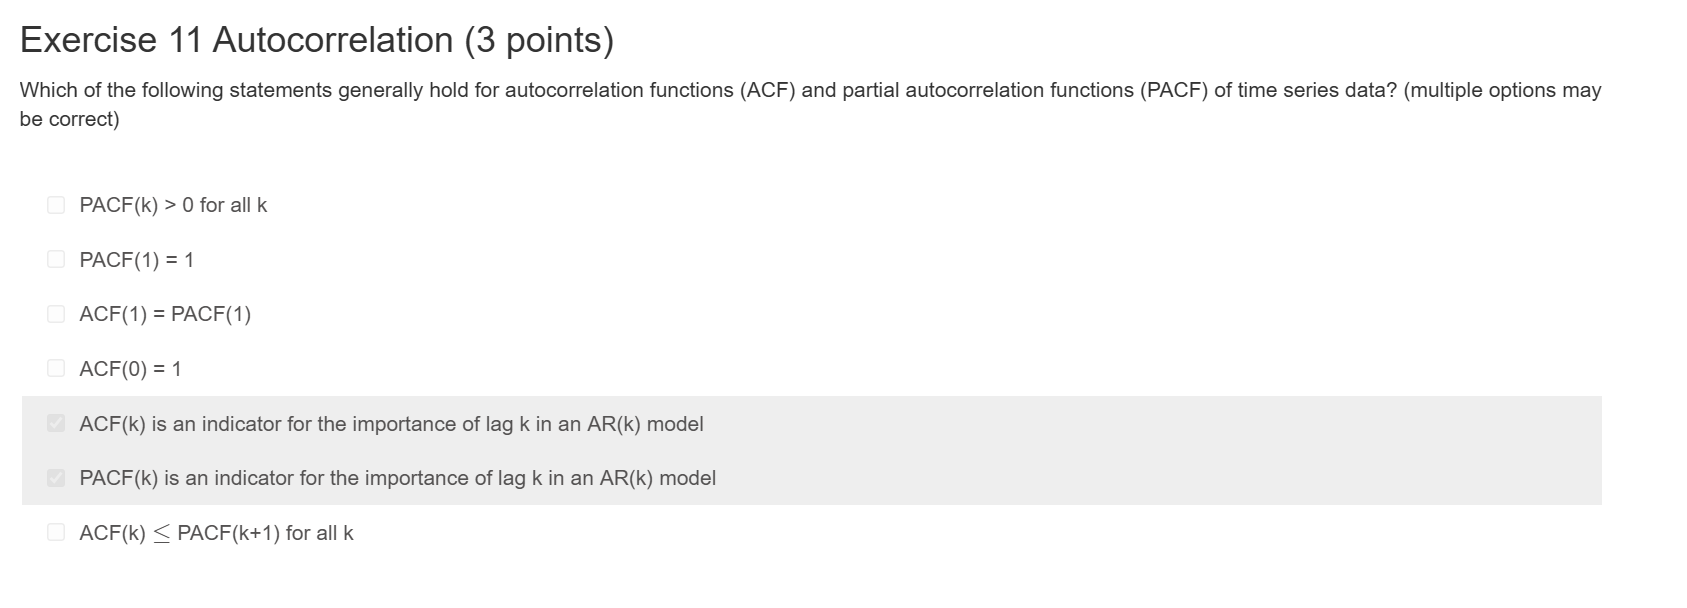 Exercise 11 Autocorrelation (3 points)
Which of the following statements generally hold for autocorrelation functions (ACF) and partial autocorrelation functions (PACF) of time series data? (multiple options may
be correct)
PACF(k) > 0 for all k
PACF(1) = 1
ACF(1) = PACF(1)
ACF(0) = 1
ACF(k) is an indicator for the importance of lag k in an AR(k) model
PACF(k) is an indicator for the importance of lag k in an AR(k) model
ACF(k) ≤ PACF(k+1) for all k